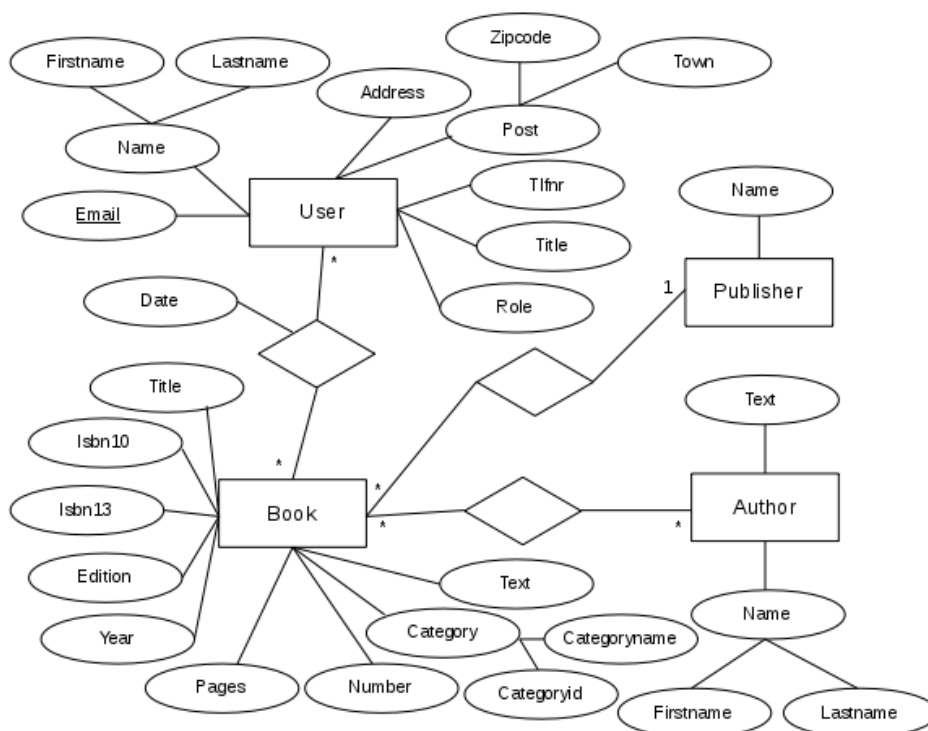 Zipcode
Firstname
Lastname
Town
Address
Post
Name
Tlfnr
Name
Email
User
Title
*
Publisher
1
Date
Role
Title
Text
Isbn10
*
*
Isbn13
Book
*
*
Author
Edition
Text
Name
Year
Category
Categoryname
Pages
Number
Categoryid
Firstname
Lastname